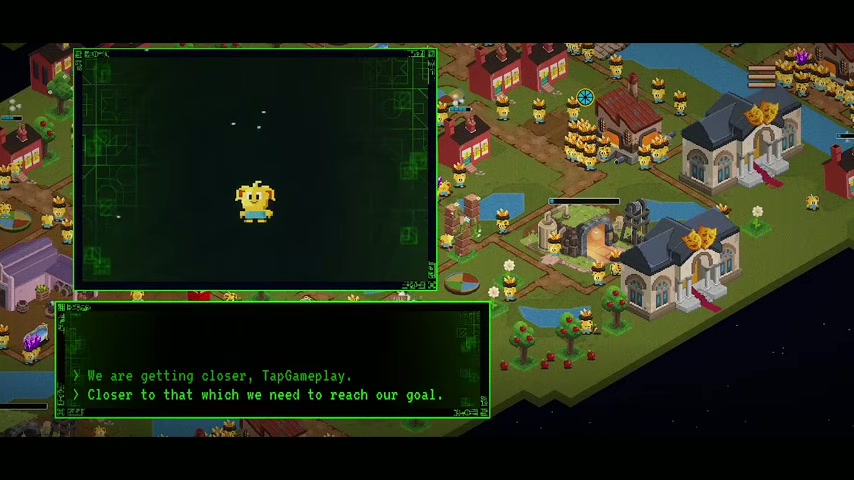 > We are getting closer, TapGameplay.
> Closer to that which we need to reach our goal.